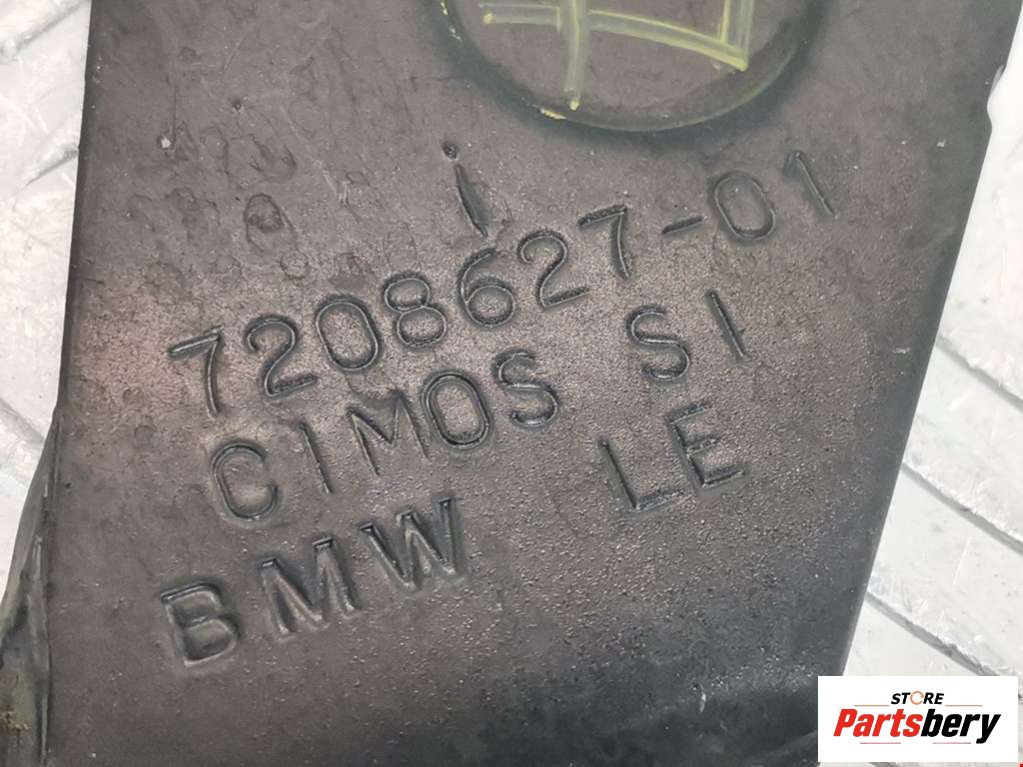 7208627-01
CIMOS SI
BMW LE
STORE
Partsbery